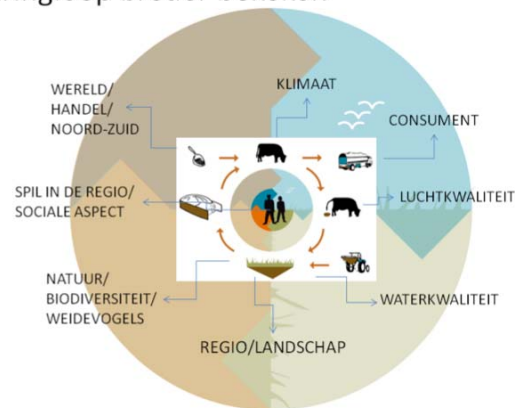 KLIMAAT
WERELD/
HANDEL/
NOORD-ZUID
CONSUMENT
SPIL IN DE REGIO/
SOCIALE ASPECT
LUCHTKWALITEIT
NATUUR/
BIODIVERSITEIT/
WEIDEVOGELS
WATERKWALITEIT
REGIO/LANDSCHAP